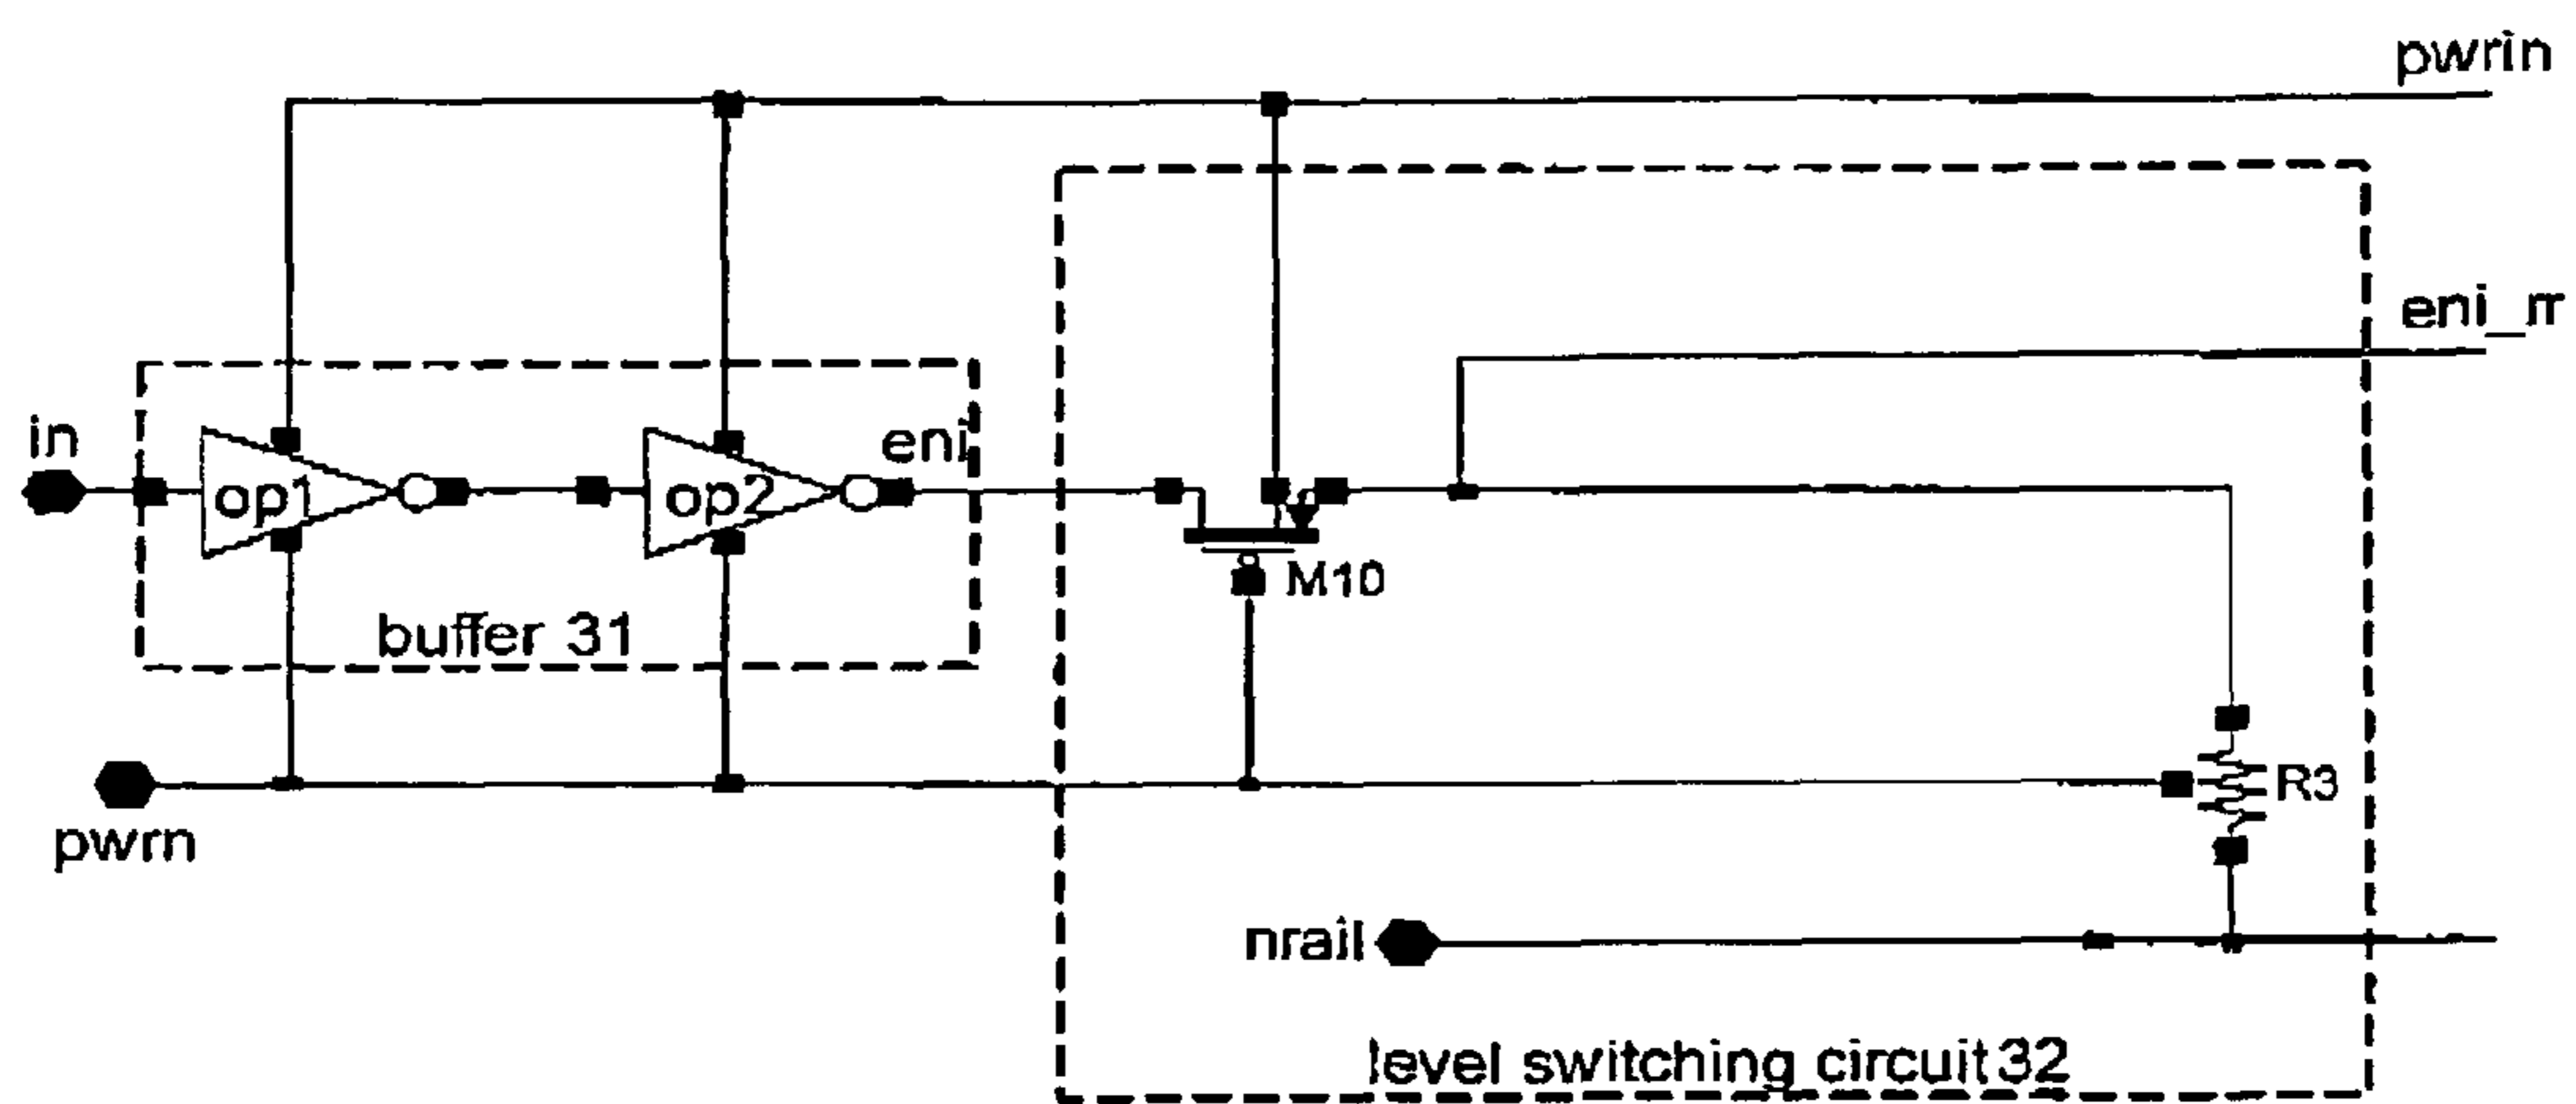 pwrin
eni_m
in
op1
op2
eni
M10
buffer 31
pwrn
R3
nrail
level switching circuit 32